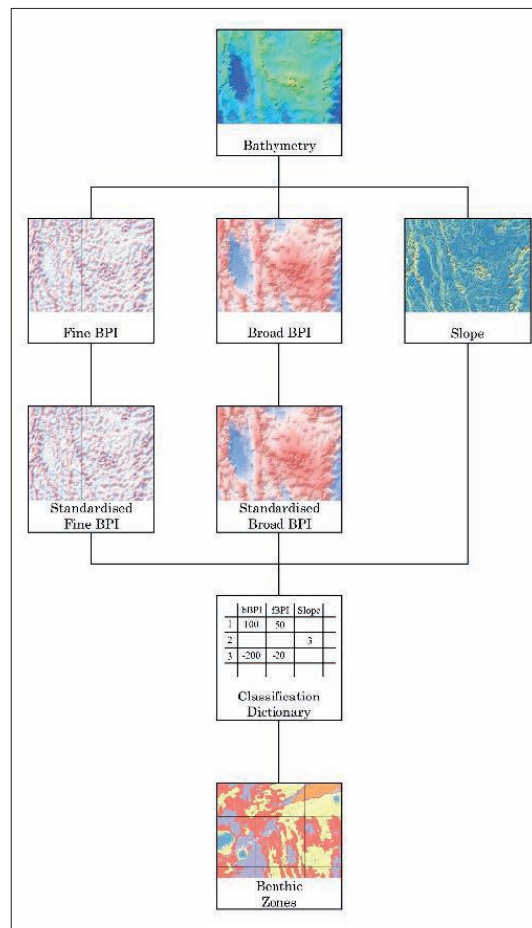 Bathymetry
Fine BPI
Broad BPI
Slope
Standardised
Fine BPI
Standardised
Broad BPI
bBPI fBPI Slope
1 100 50
2 3
3 -200 -20
Classification
Dictionary
Benthic
Zones